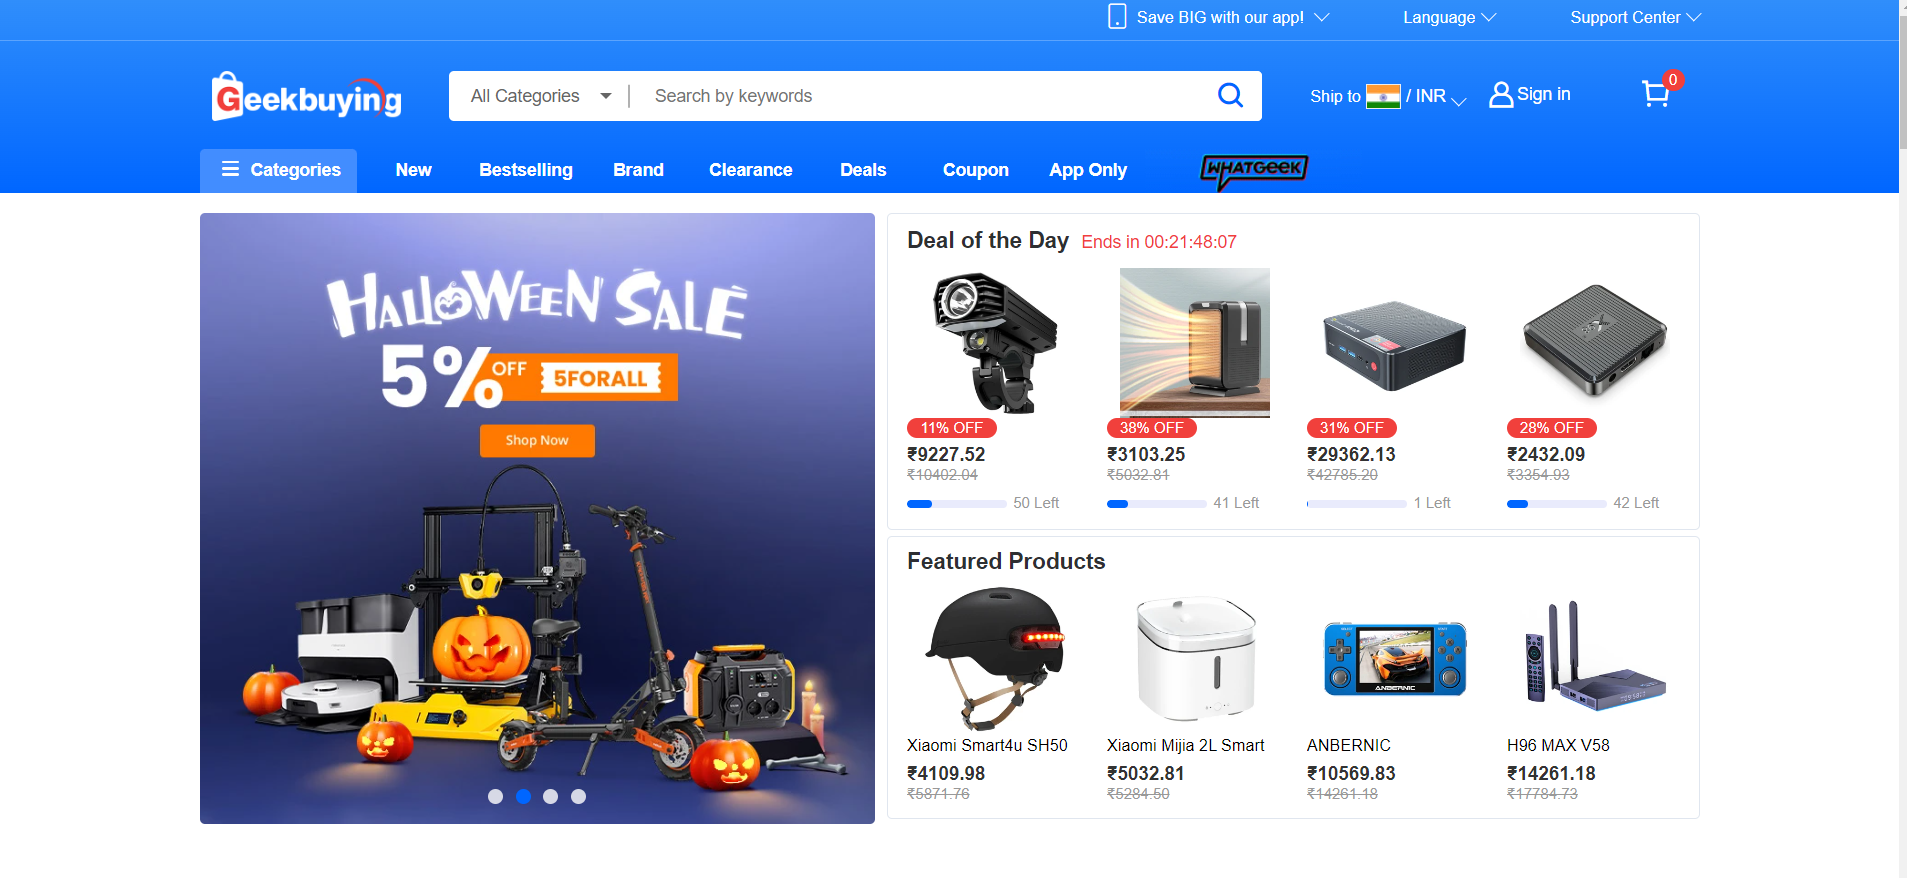 Save BIG with our app!
Language
Support Center
Geekbuying
All Categories
Search by keywords
Ship to
/ INR
Sign in
0
Categories
New
Bestselling
Brand
Clearance
Deals
Coupon
App Only
WHATGEEK
HALLOWEEN SALE
5% OFF
5FORALL
Shop Now
Deal of the Day
Ends in 00:21:48:07
11% OFF
₹9227.52
₹10402.04
50 Left
38% OFF
₹3103.25
₹5032.81
41 Left
31% OFF
₹29362.13
₹42785.20
1 Left
28% OFF
₹2432.09
₹3354.93
42 Left
Featured Products
ANBERNIC
Xiaomi Smart4u SH50
₹4109.98
₹5871.76
Xiaomi Mijia 2L Smart
₹5032.81
₹5284.50
ANBERNIC
₹10569.83
₹14261.18
H96 MAX V58
₹14261.18
₹17784.73